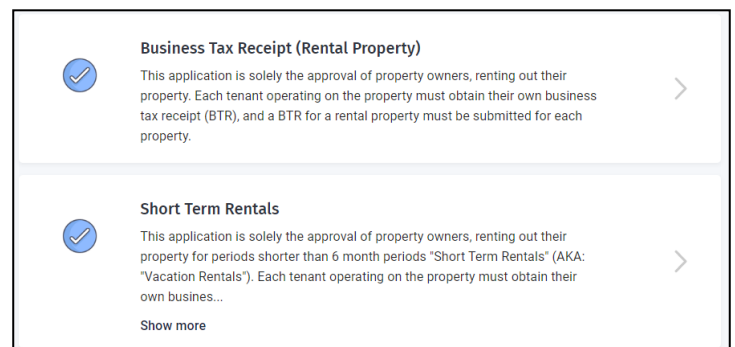 Business Tax Receipt (Rental Property)
This application is solely the approval of property owners, renting out their
property. Each tenant operating on the property must obtain their own business
tax receipt (BTR), and a BTR for a rental property must be submitted for each
property.
Short Term Rentals
This application is solely the approval of property owners, renting out their
property for periods shorter than 6 month periods "Short Term Rentals" (AKA:
"Vacation Rentals"). Each tenant operating on the property must obtain their
own busines...
Show more